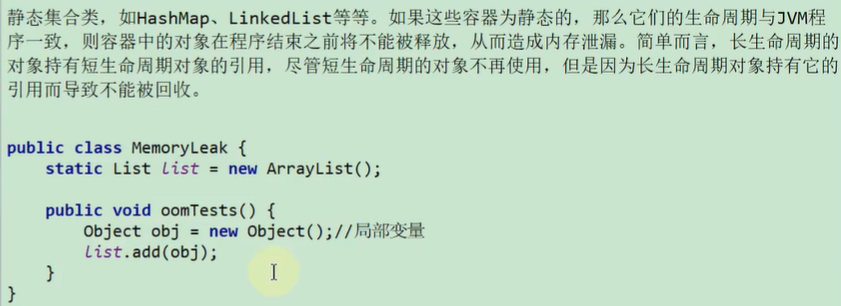 静态集合类，如HashMap、LinkedList等等。如果这些容器为静态的，那么它们的生命周期与JVM程
序一致，则容器中的对象在程序结束之前将不能被释放，从而造成内存泄漏。简单而言，长生命周期的
对象持有短生命周期对象的引用，尽管短生命周期的对象不再使用，但是因为长生命周期对象持有它的
引用而导致不能被回收。
public class MemoryLeak {
    static List list = new ArrayList();
    public void oomTests() {
        Object obj = new Object();//局部变量
        list.add(obj);
    }
}